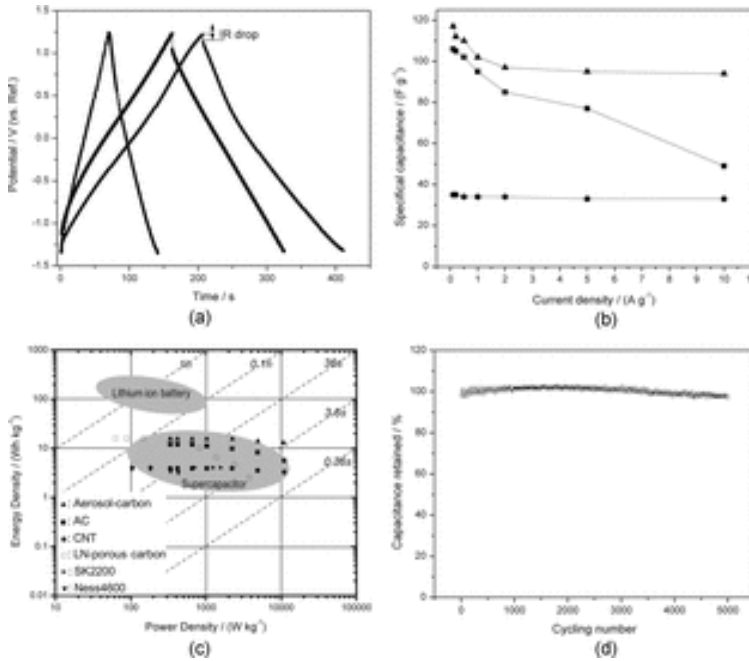 1.5
1.0
0.5
0.0
-0.5
-1.0
-1.5
IR drop
Potential / V (vs. Ref.)
0 100 200 300 400
Time / s
(a)
120
100
80
60
40
20
0
Specifical capacitance / (F g⁻¹)
0 1 2 3 4 5 6 7 8 9 10 11
Current density / (A g⁻¹)
(b)
1000
100
10
1
0.1
0.01
Energy Density / (Wh kg⁻¹)
36s
3.6s
0.36s
Lithium ion battery
Supercapacitor
Aerosol-carbon
AC
CNT
LN-porous carbon
SK2200
Ness4600
10 100 1000 10000 100000
Power Density / (W kg⁻¹)
(c)
120
100
80
60
40
20
0
Capacitance retained / %
0 1000 2000 3000 4000 5000
Cycling number
(d)